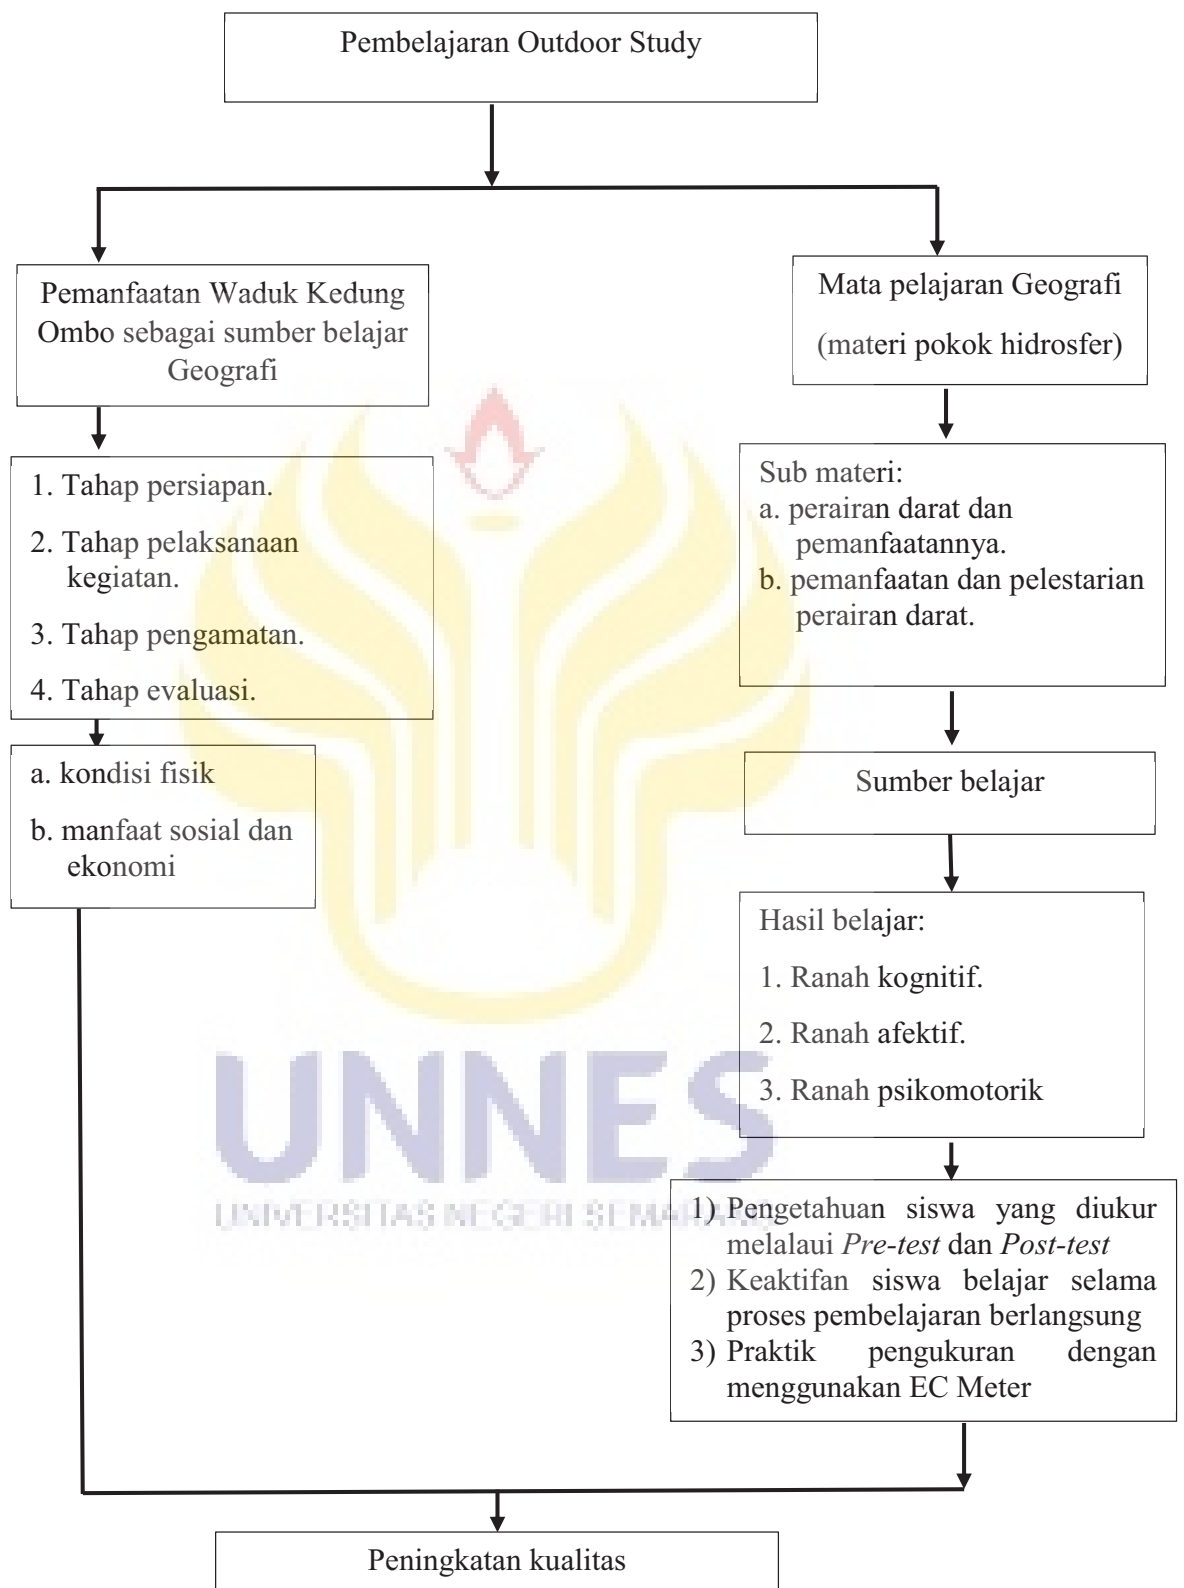 Pembelajaran Outdoor Study
Pemanfaatan Waduk Kedung
Ombo sebagai sumber belajar
Geografi
Mata pelajaran Geografi
(materi pokok hidrosfer)
1. Tahap persiapan.
2. Tahap pelaksanaan
kegiatan.
3. Tahap pengamatan.
4. Tahap evaluasi.
Sub materi:
a. perairan darat dan
pemanfaatannya.
b. pemanfaatan dan pelestarian
perairan darat.
a. kondisi fisik
b. manfaat sosial dan
ekonomi
Sumber belajar
Hasil belajar:
1. Ranah kognitif.
2. Ranah afektif.
3. Ranah psikomotorik
UNNES
UNIVERSITAS NEGERI SEMARANG
1) Pengetahuan siswa yang diukur
melalaui Pre-test dan Post-test
2) Keaktifan siswa belajar selama
proses pembelajaran berlangsung
3) Praktik pengukuran dengan
menggunakan EC Meter
Peningkatan kualitas